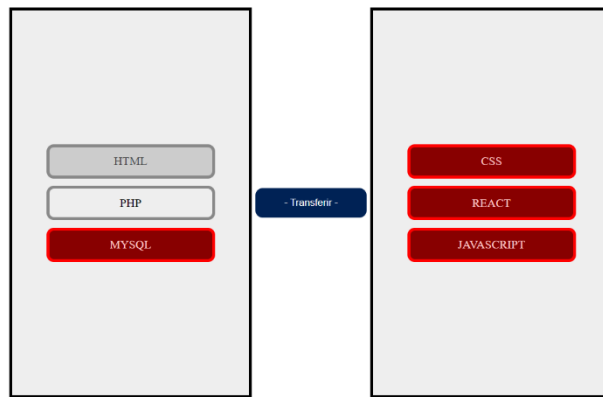 HTML
PHP
MYSQL
- Transferir -
CSS
REACT
JAVASCRIPT